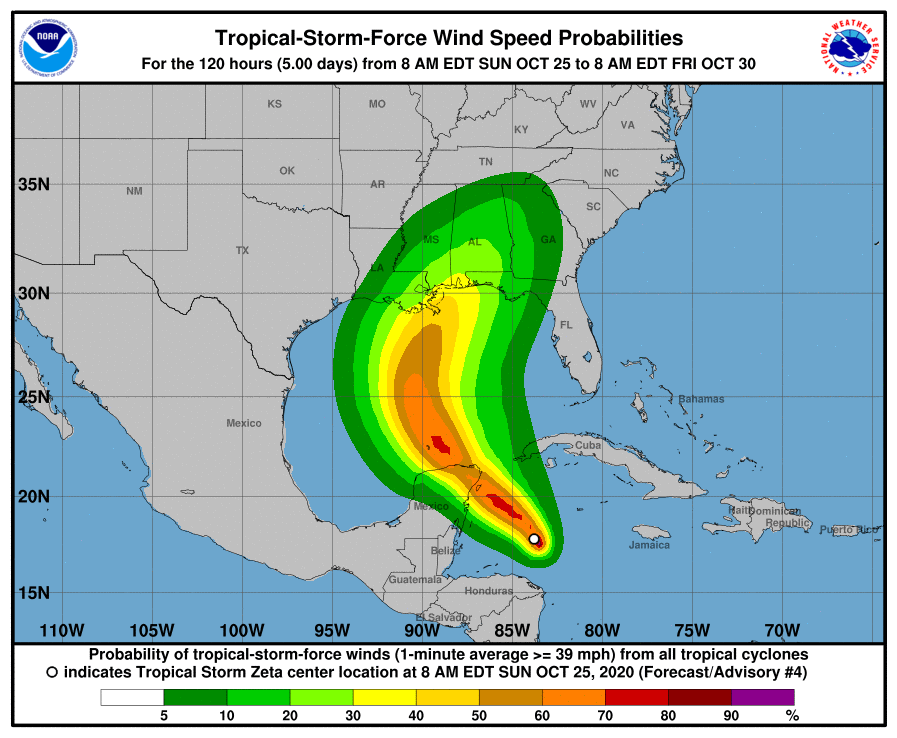 Tropical-Storm-Force Wind Speed Probabilities
For the 120 hours (5.00 days) from 8 AM EDT SUN OCT 25 to 8 AM EDT FRI OCT 30
NOAA
NATIONAL WEATHER SERVICE
KS MO WV
KY VA
TN
35N OK AR NC
NM
SC
MS AL GA
TX
LA
30N
FL
25N Bahamas
Mexico
Cuba
20N
Mexico Haiti Dominican
Republic Puerto Rico
Jamaica
Belize
Guatemala
15N Honduras
El Salvador
110W 105W 100W 95W 90W 85W 80W 75W 70W
Probability of tropical-storm-force winds (1-minute average >= 39 mph) from all tropical cyclones
indicates Tropical Storm Zeta center location at 8 AM EDT SUN OCT 25, 2020 (Forecast/Advisory #4)
5 10 20 30 40 50 60 70 80 90 %